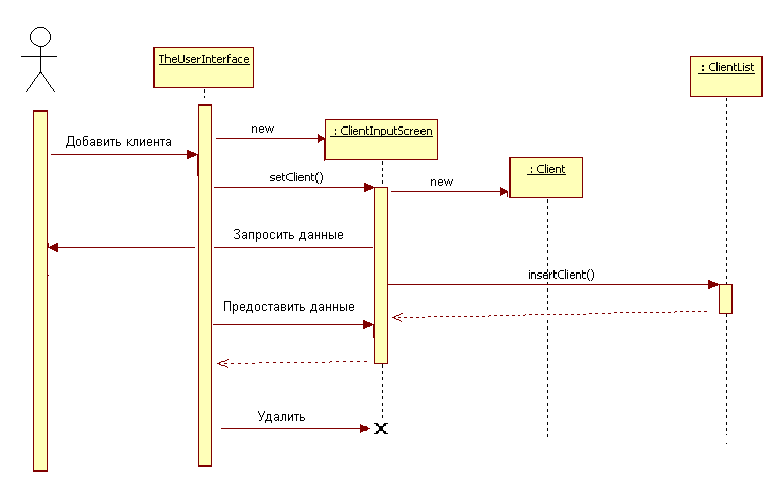 TheUserInterface
: ClientList
new
: ClientInputScreen
Добавить клиента
setClient()
new
: Client
Запросить данные
insertClient()
Предоставить данные
Удалить